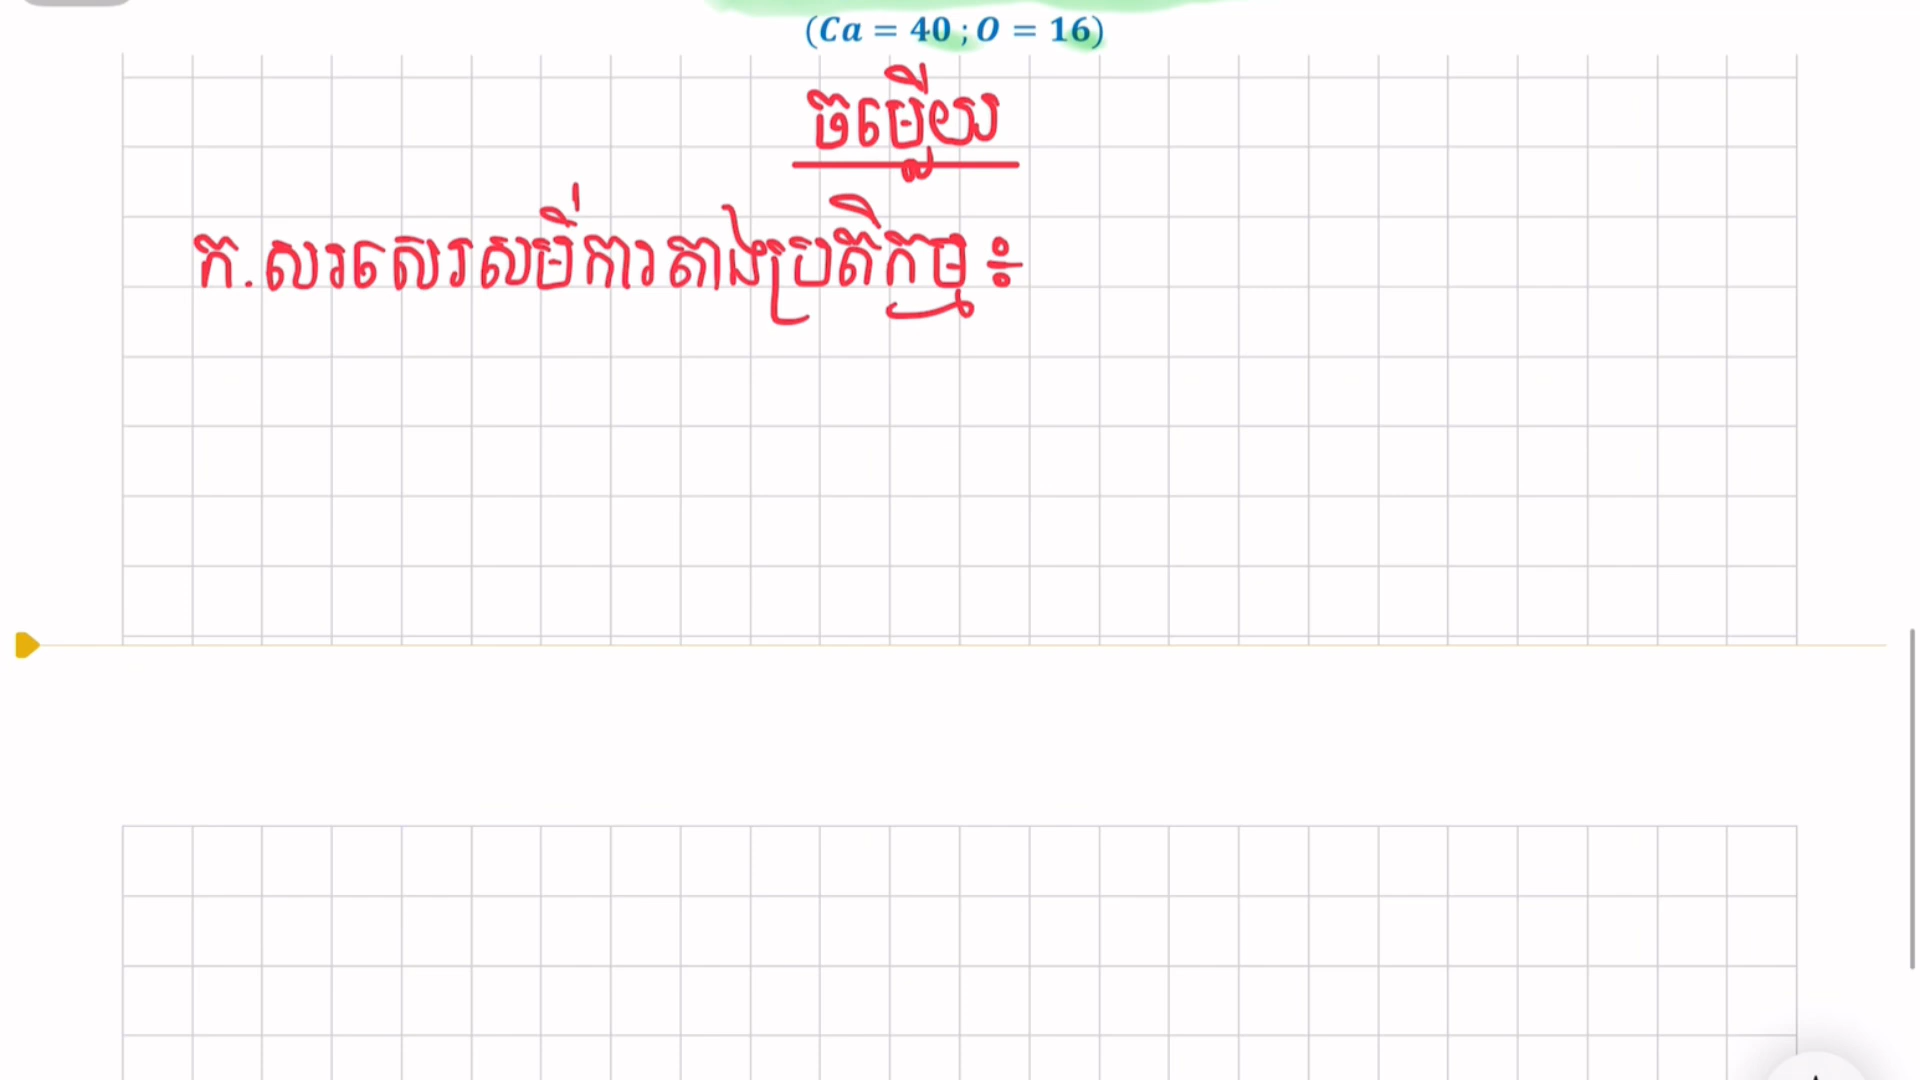 (Ca = 40 ; O = 16)
ចម្លើយ
ក. សរសេរសមីការតាងប្រតិកម្ម ៖